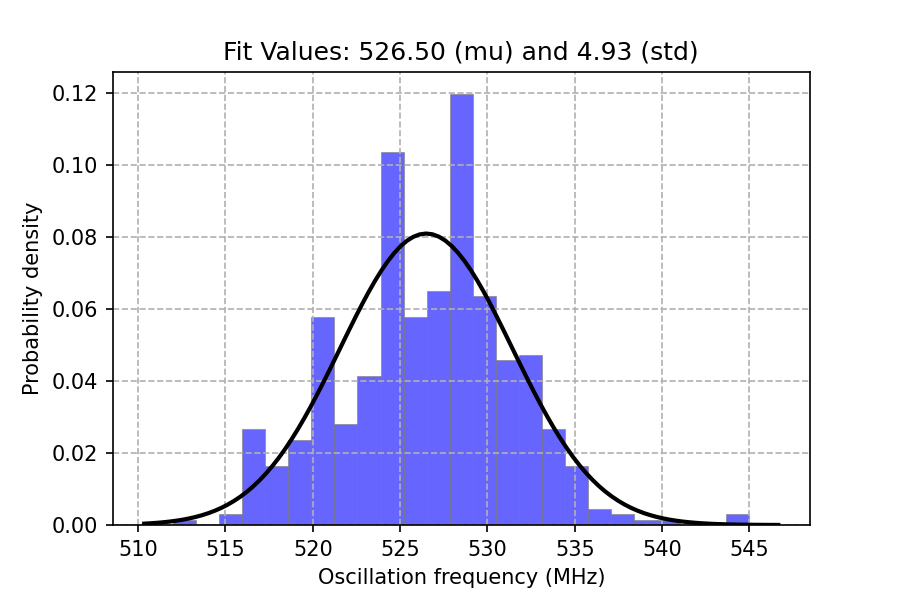 Fit Values: 526.50 (mu) and 4.93 (std)
Probability density
0.12
0.10
0.08
0.06
0.04
0.02
0.00
510 515 520 525 530 535 540 545
Oscillation frequency (MHz)